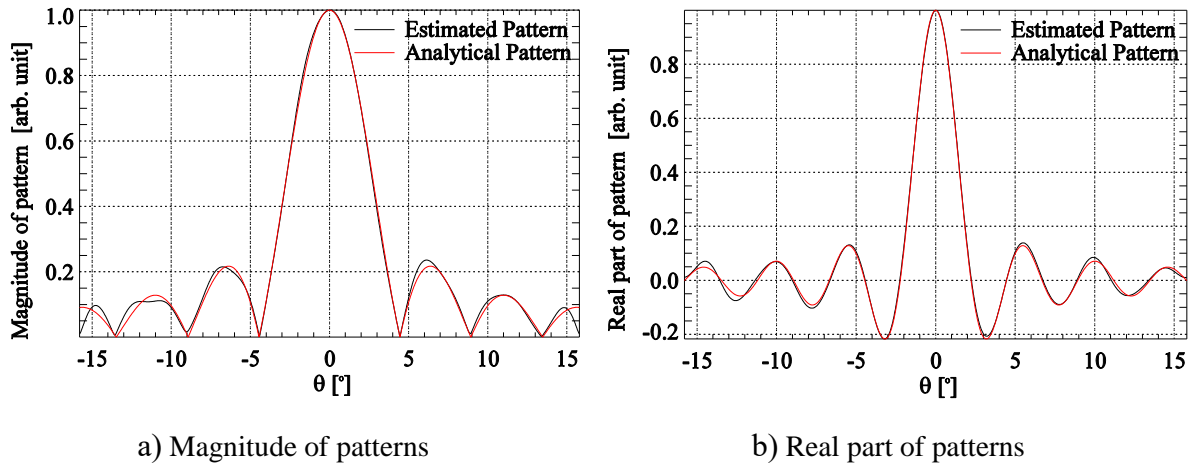 Estimated Pattern
Analytical Pattern
Magnitude of pattern [arb. unit]
1.0
0.8
0.6
0.4
0.2
-15 -10 -5 0 5 10 15
θ [°]
a) Magnitude of patterns
Estimated Pattern
Analytical Pattern
Real part of pattern [arb. unit]
0.8
0.6
0.4
0.2
0.0
-0.2
-15 -10 -5 0 5 10 15
θ [°]
b) Real part of patterns